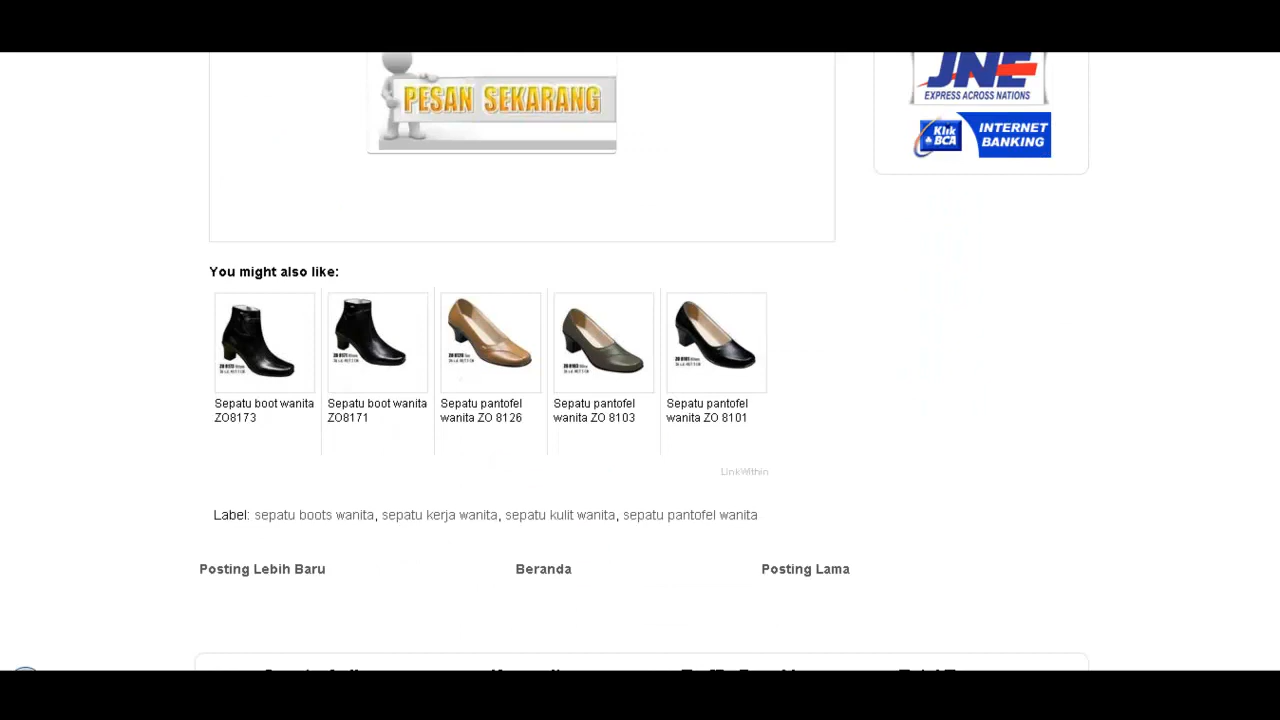 JNE
EXPRESS ACROSS NATIONS
PESAN SEKARANG
Klik
BCA
INTERNET
BANKING
You might also like:
Sepatu boot wanita
ZO8173
Sepatu boot wanita
ZO8171
Sepatu pantofel
wanita ZO 8126
Sepatu pantofel
wanita ZO 8103
Sepatu pantofel
wanita ZO 8101
LinkWithin
Label: sepatu boots wanita, sepatu kerja wanita, sepatu kulit wanita, sepatu pantofel wanita
Posting Lebih Baru
Beranda
Posting Lama